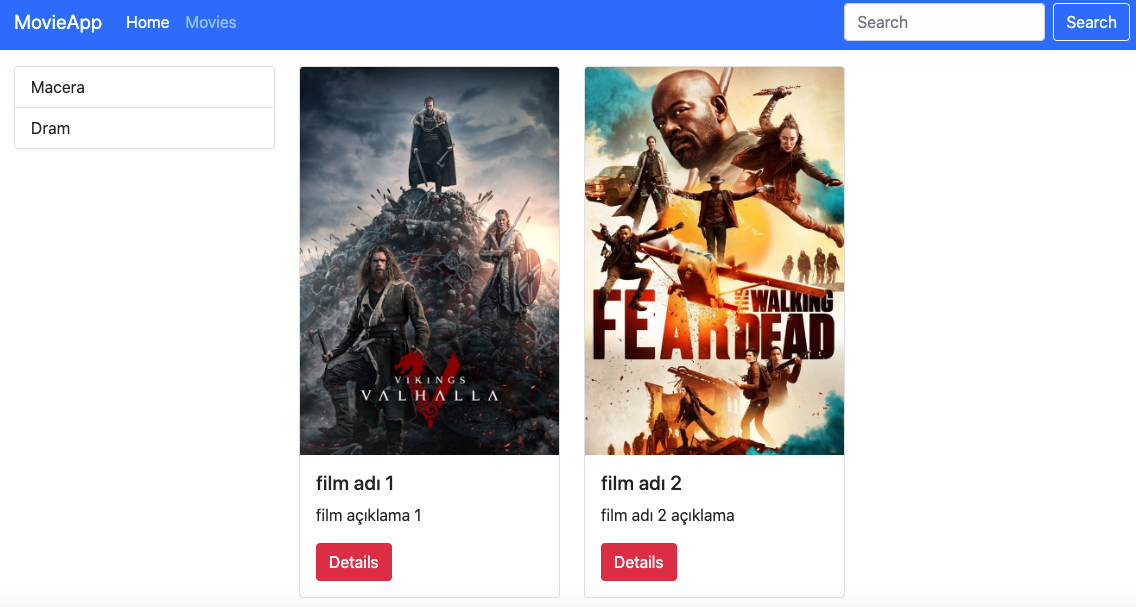 MovieApp Home Movies Search Search
Macera
Dram
VIKINGS
VALHALLA
film adı 1
film açıklama 1
Details
FEAR THE WALKING DEAD
film adı 2
film adı 2 açıklama
Details